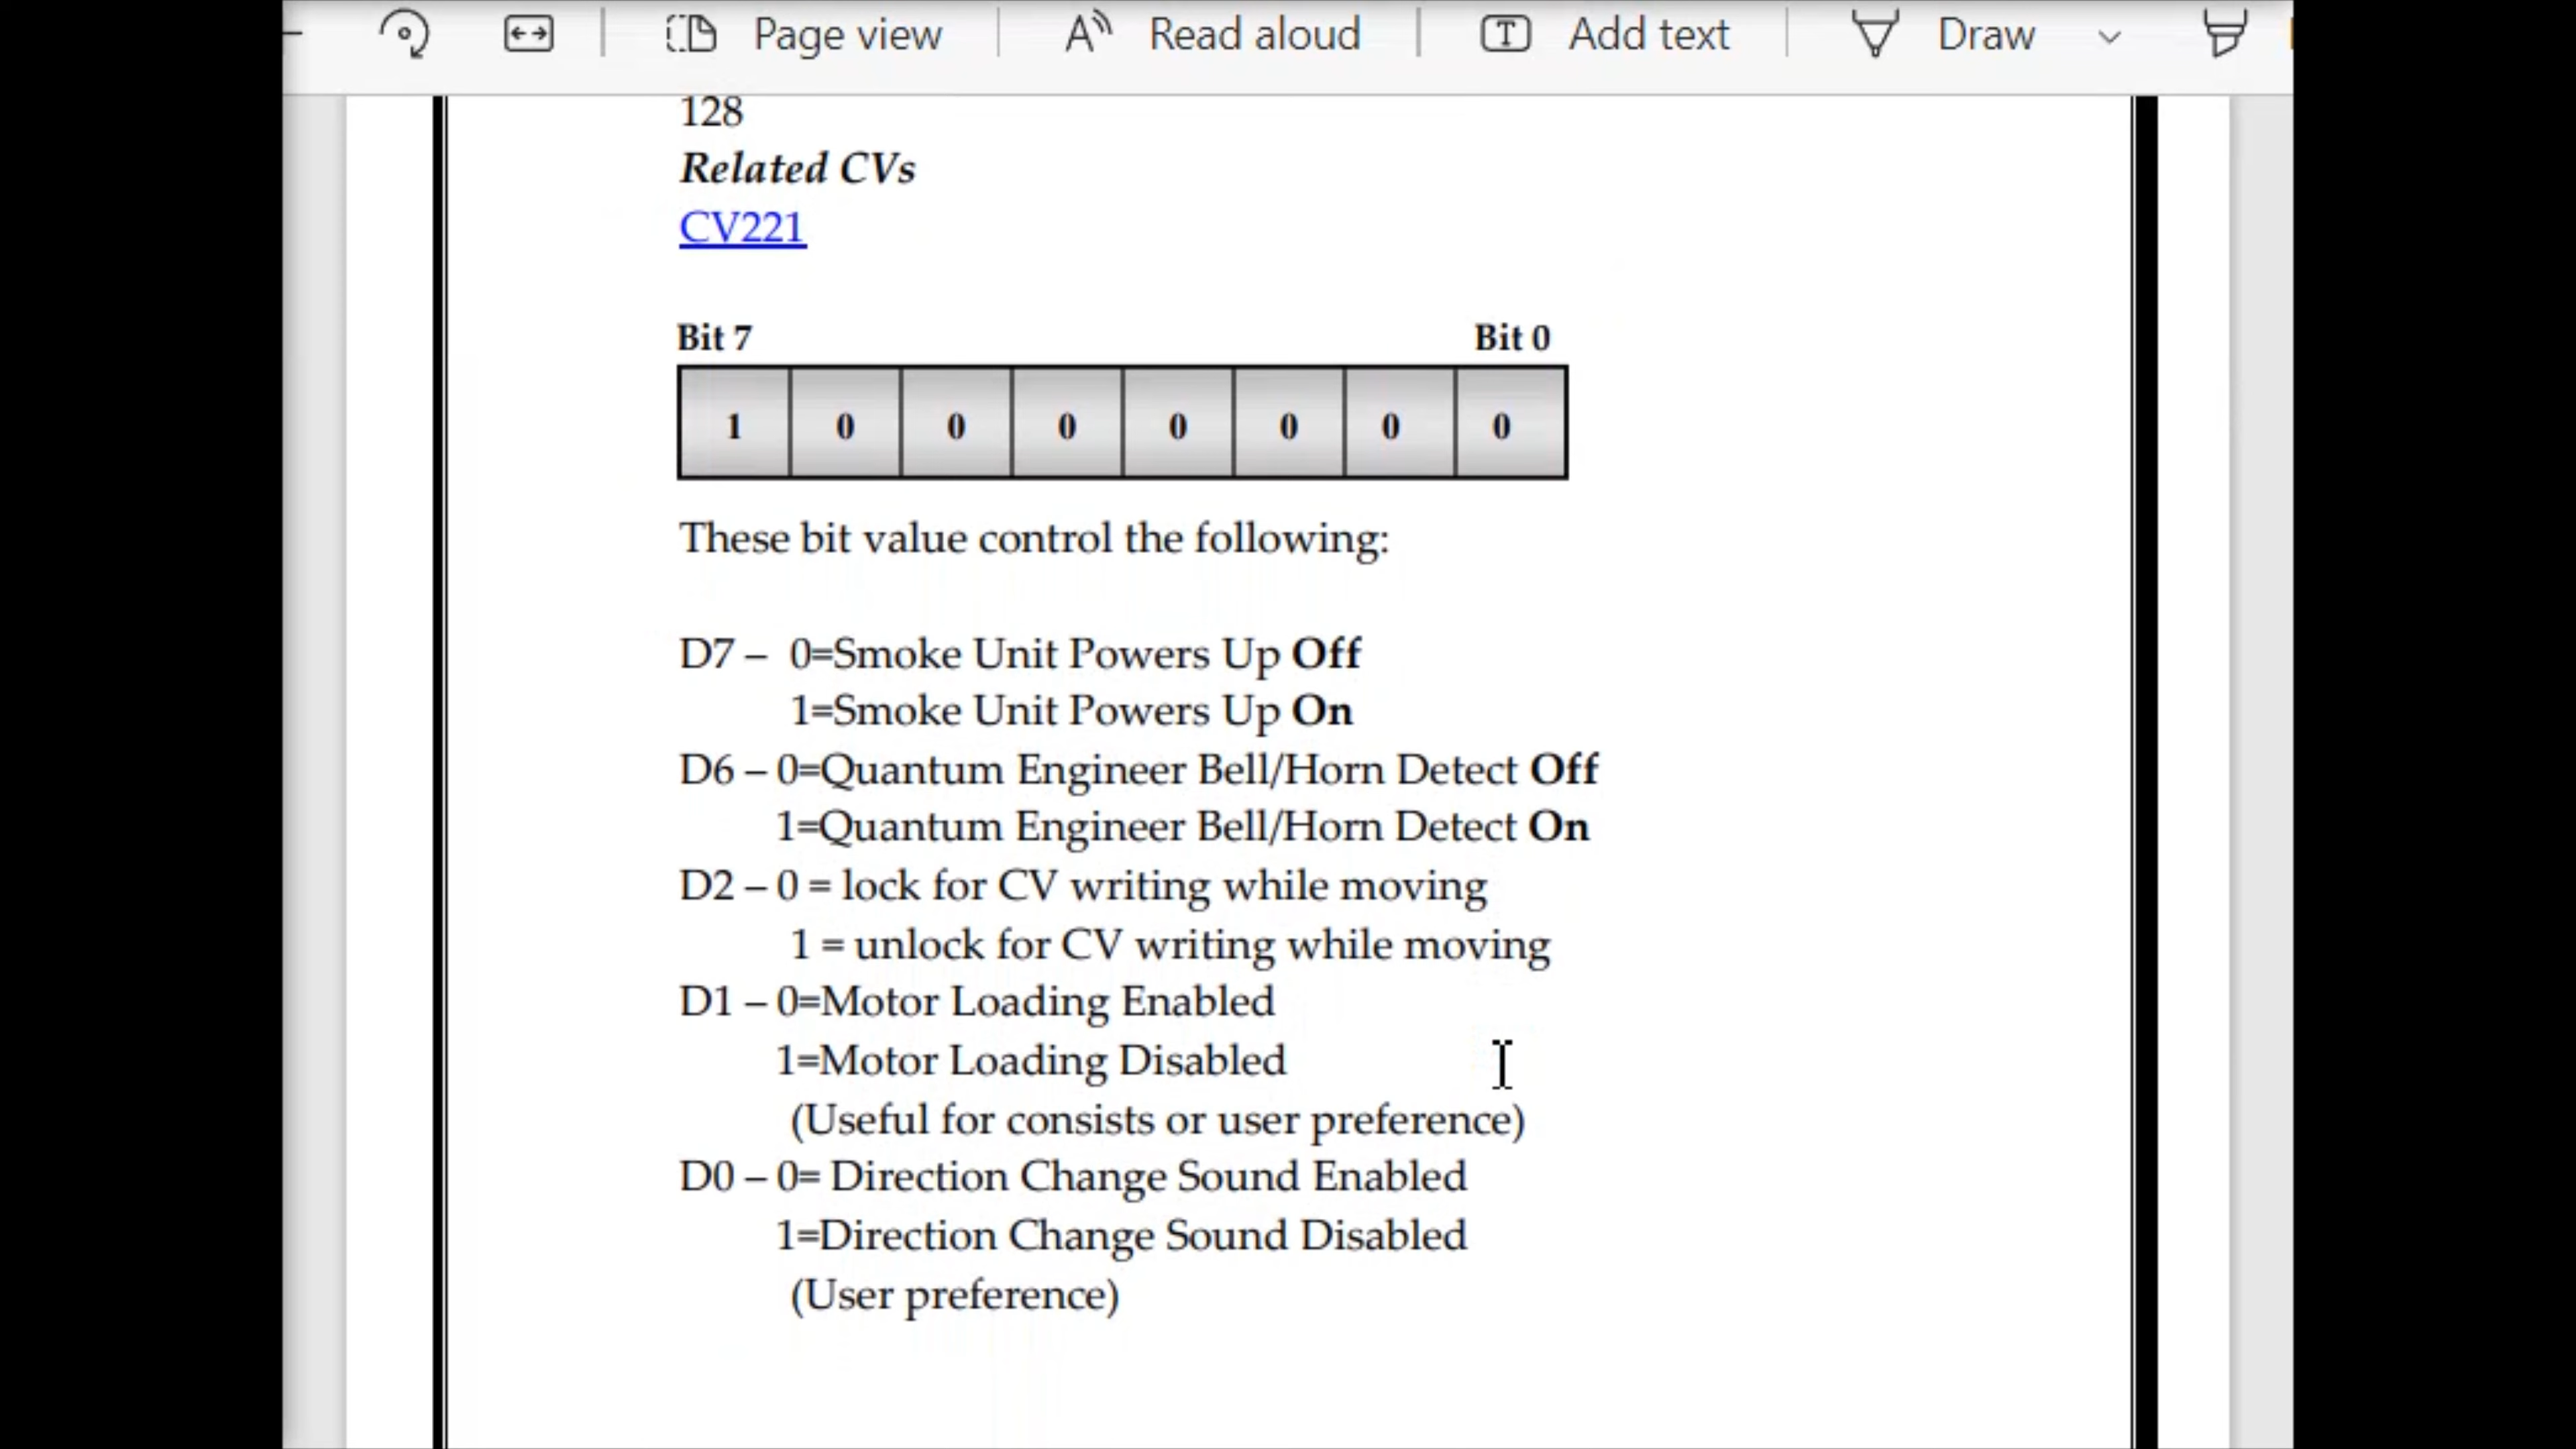 Page view Read aloud Add text Draw
128
Related CVs
CV221
Bit 7 Bit 0
1 0 0 0 0 0 0 0
These bit value control the following:
D7 – 0=Smoke Unit Powers Up Off
1=Smoke Unit Powers Up On
D6 – 0=Quantum Engineer Bell/Horn Detect Off
1=Quantum Engineer Bell/Horn Detect On
D2 – 0 = lock for CV writing while moving
1 = unlock for CV writing while moving
D1 – 0=Motor Loading Enabled
1=Motor Loading Disabled
(Useful for consists or user preference)
D0 – 0= Direction Change Sound Enabled
1=Direction Change Sound Disabled
(User preference)